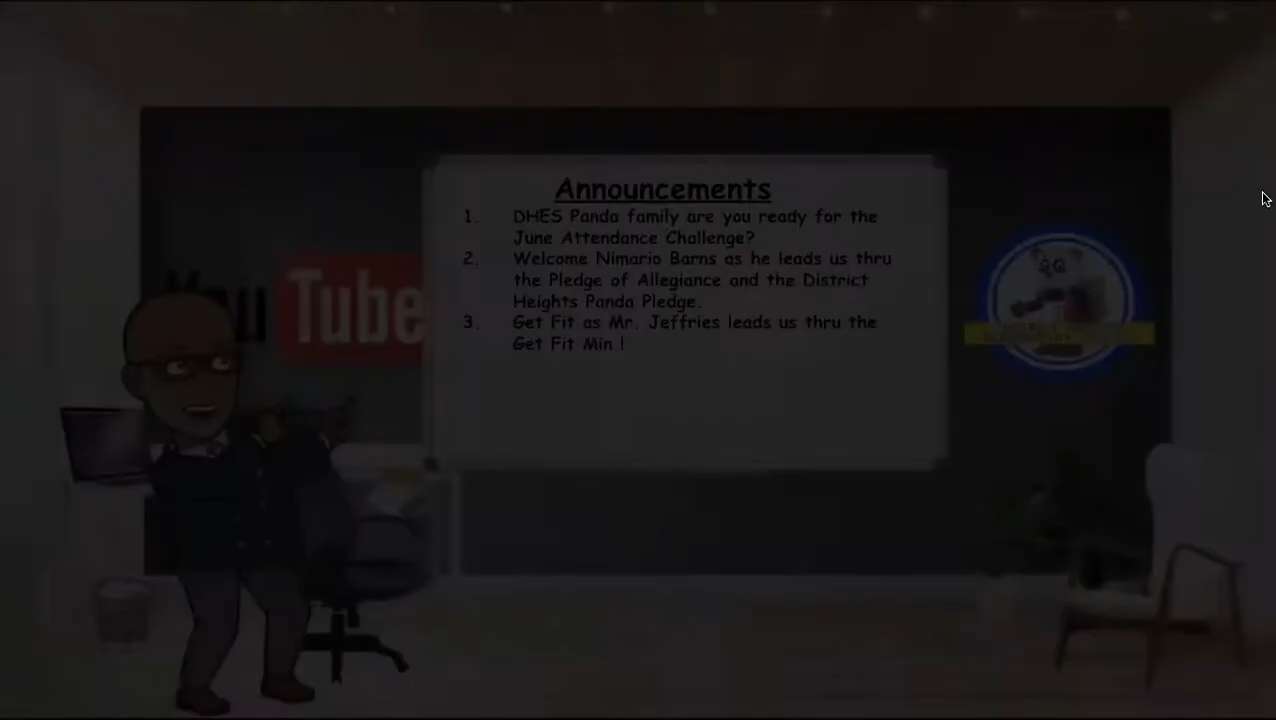 Announcements
1. DHES Panda family are you ready for the
June Attendance Challenge?
2. Welcome Nimario Barns as he leads us thru
the Pledge of Allegiance and the District
Heights Panda Pledge.
3. Get Fit as Mr. Jeffries leads us thru the
Get Fit Min !
You Tube